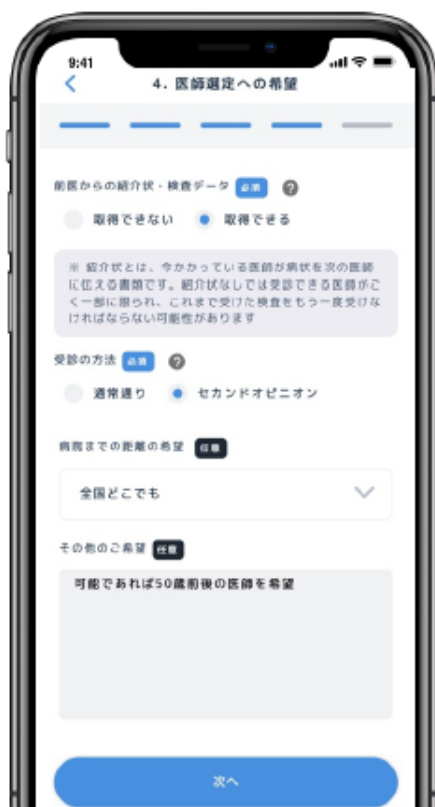 9:41
4. 医師選定への希望
前医からの紹介状・検査データ 必須 ?
取得できない 取得できる
※ 紹介状とは、今かかっている医師が病状を次の医師
に伝える書類です。紹介状なしでは受診できる医師がご
く一部に限られ、これまで受けた検査をもう一度受けな
ければならない可能性があります
受診の方法 必須 ?
通常通り セカンドオピニオン
病院までの距離の希望 任意
全国どこでも
その他のご希望 任意
可能であれば50歳前後の医師を希望
次へ